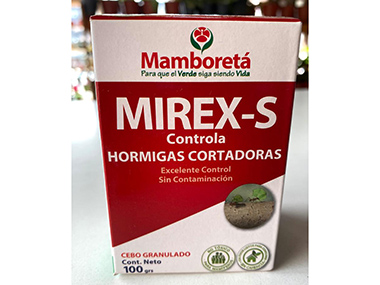 Mamboretá
Para que el Verde siga siendo Vida
MIREX-S
Controla
HORMIGAS CORTADORAS
Excelente Control
Sin Contaminación
CEBO GRANULADO
Cont. Neto
100 grs